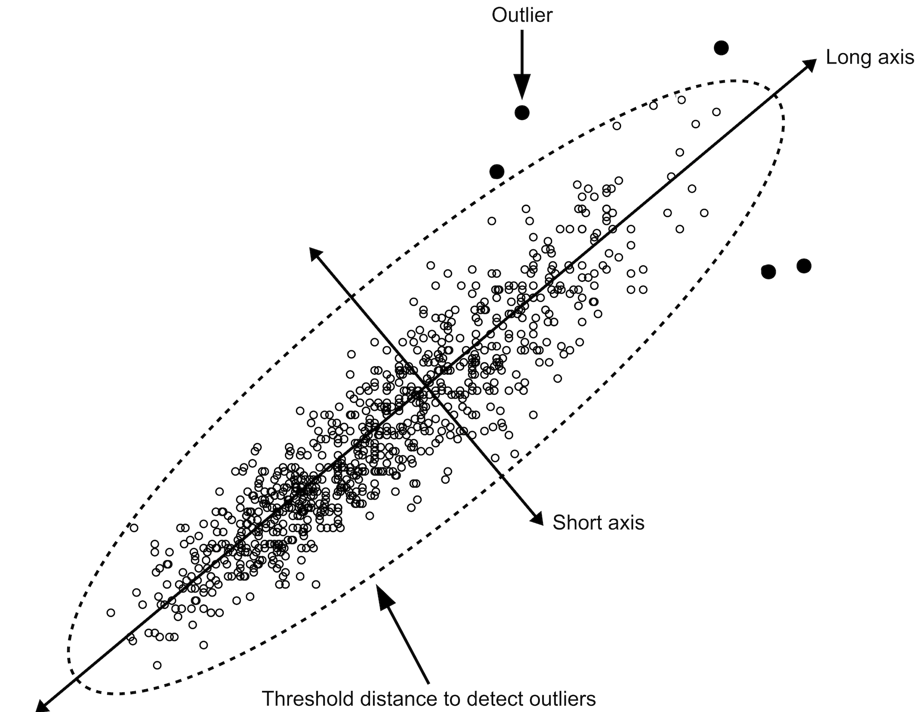 Outlier
Long axis
Short axis
Threshold distance to detect outliers